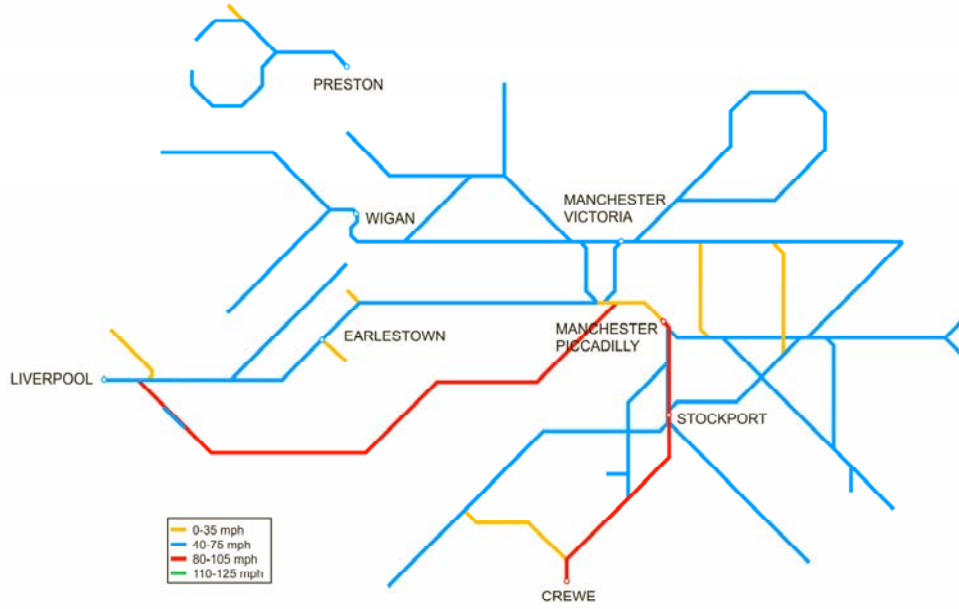 PRESTON
MANCHESTER
VICTORIA
WIGAN
EARLESTOWN
MANCHESTER
PICCADILLY
LIVERPOOL
STOCKPORT
0-35 mph
40-75 mph
80-105 mph
110-125 mph
CREWE